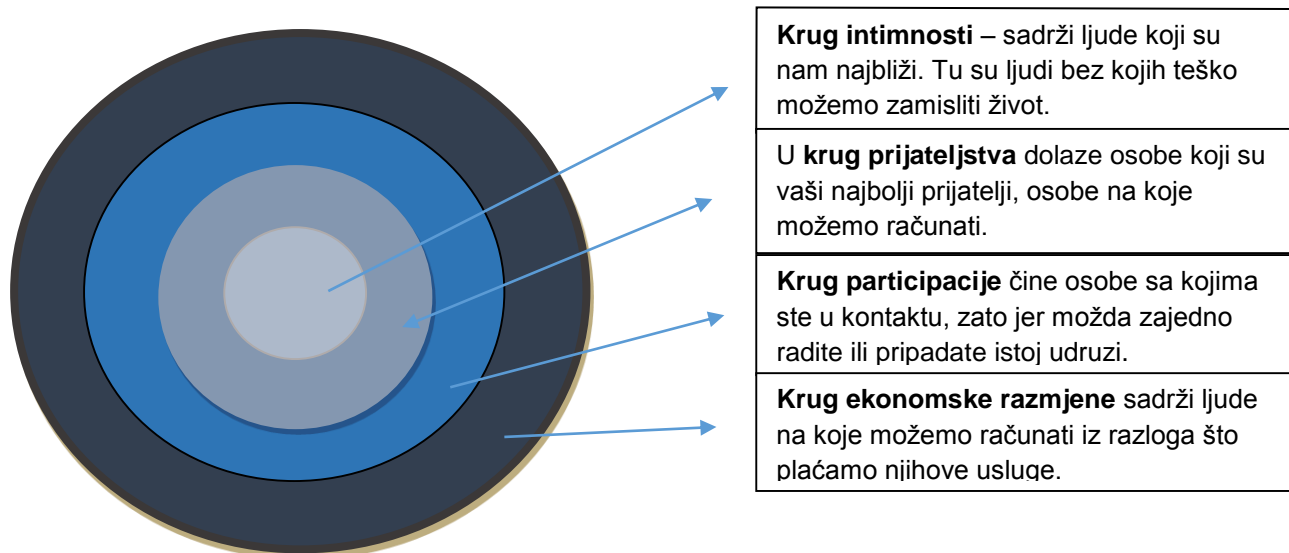 Krug intimnosti – sadrži ljude koji su
nam najbliži. Tu su ljudi bez kojih teško
možemo zamisliti život.
U krug prijateljstva dolaze osobe koji su
vaši najbolji prijatelji, osobe na koje
možemo računati.
Krug participacije čine osobe sa kojima
ste u kontaktu, zato jer možda zajedno
radite ili pripadate istoj udruzi.
Krug ekonomske razmjene sadrži ljude
na koje možemo računati iz razloga što
plaćamo njihove usluge.